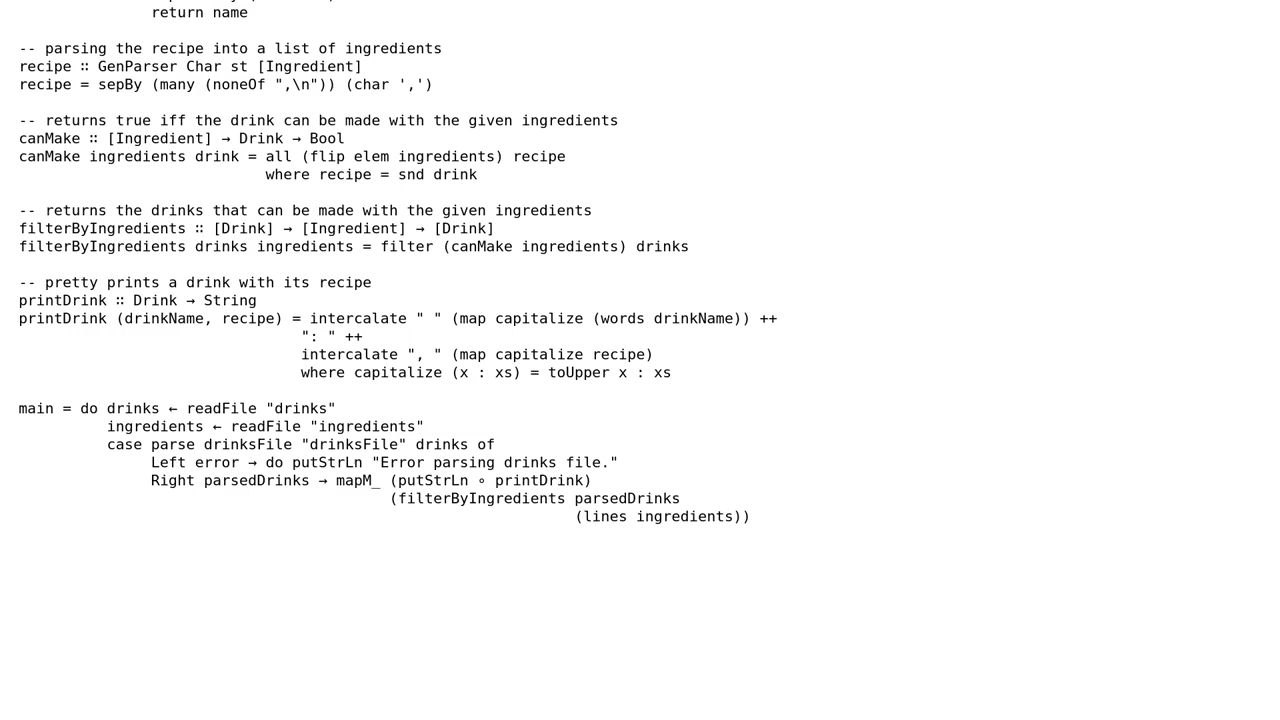 return name
-- parsing the recipe into a list of ingredients
recipe ∷ GenParser Char st [Ingredient]
recipe = sepBy (many (noneOf ",\n")) (char ',')
-- returns true iff the drink can be made with the given ingredients
canMake ∷ [Ingredient] → Drink → Bool
canMake ingredients drink = all (flip elem ingredients) recipe
where recipe = snd drink
-- returns the drinks that can be made with the given ingredients
filterByIngredients ∷ [Drink] → [Ingredient] → [Drink]
filterByIngredients drinks ingredients = filter (canMake ingredients) drinks
-- pretty prints a drink with its recipe
printDrink ∷ Drink → String
printDrink (drinkName, recipe) = intercalate " " (map capitalize (words drinkName)) ++
": " ++
intercalate ", " (map capitalize recipe)
where capitalize (x : xs) = toUpper x : xs
main = do drinks ← readFile "drinks"
ingredients ← readFile "ingredients"
case parse drinksFile "drinksFile" drinks of
Left error → do putStrLn "Error parsing drinks file."
Right parsedDrinks → mapM_ (putStrLn ∘ printDrink)
(filterByIngredients parsedDrinks
(lines ingredients))